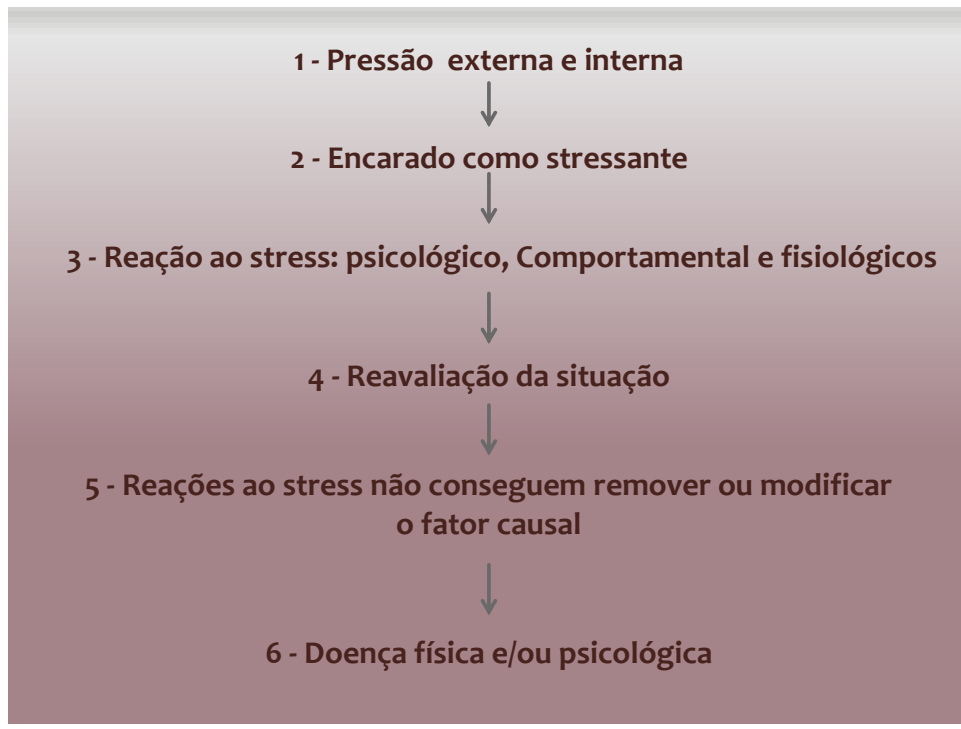 1 - Pressão externa e interna
2 - Encarado como stressante
3 - Reação ao stress: psicológico, Comportamental e fisiológicos
4 - Reavaliação da situação
5 - Reações ao stress não conseguem remover ou modificar
o fator causal
6 - Doença física e/ou psicológica